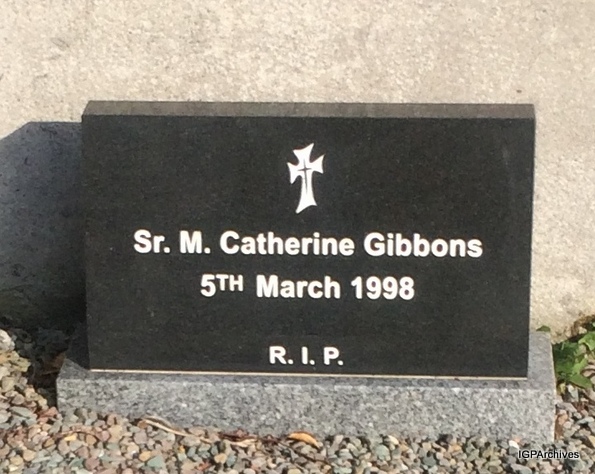 Sr. M. Catherine Gibbons
5TH March 1998
R. I. P.
IGPArchives